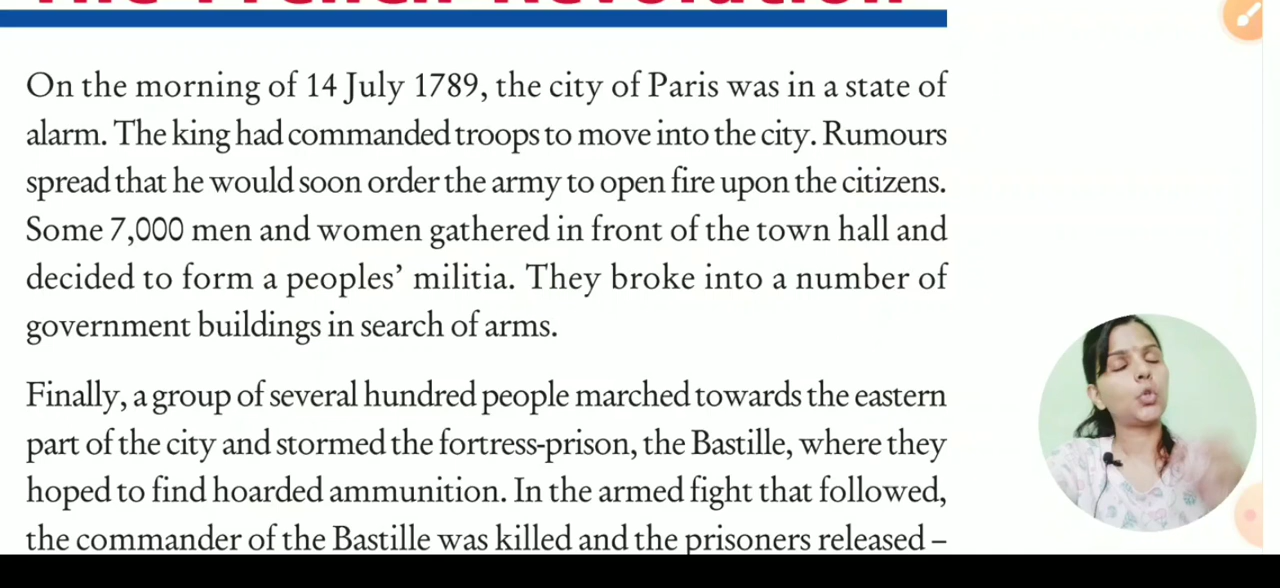 The French Revolution
On the morning of 14 July 1789, the city of Paris was in a state of
alarm. The king had commanded troops to move into the city. Rumours
spread that he would soon order the army to open fire upon the citizens.
Some 7,000 men and women gathered in front of the town hall and
decided to form a peoples’ militia. They broke into a number of
government buildings in search of arms.
Finally, a group of several hundred people marched towards the eastern
part of the city and stormed the fortress-prison, the Bastille, where they
hoped to find hoarded ammunition. In the armed fight that followed,
the commander of the Bastille was killed and the prisoners released –